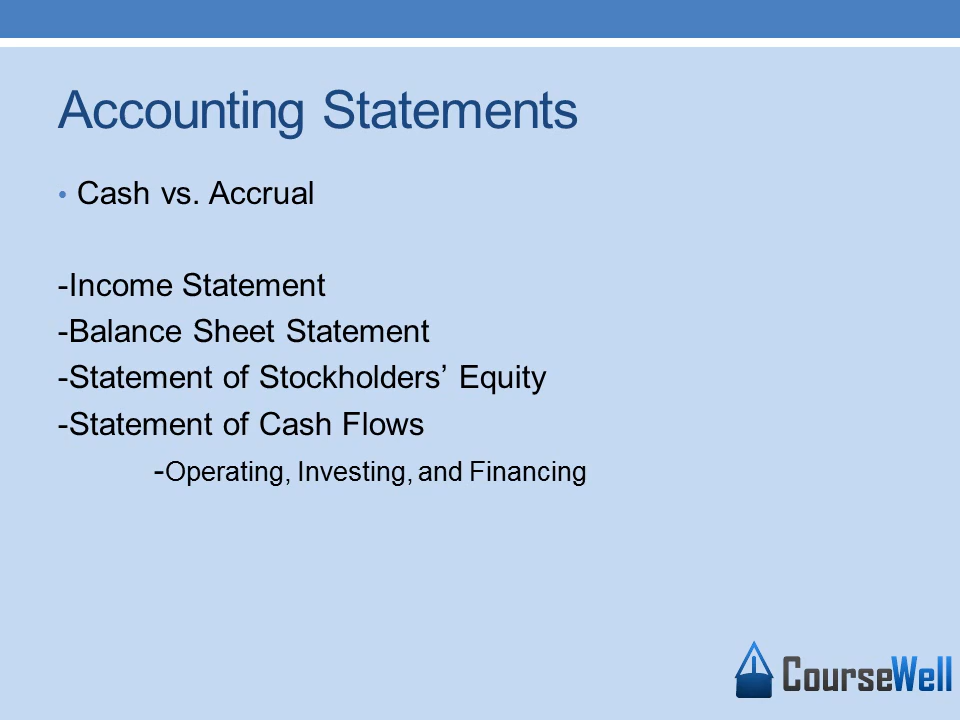 Accounting Statements
• Cash vs. Accrual
-Income Statement
-Balance Sheet Statement
-Statement of Stockholders’ Equity
-Statement of Cash Flows
-Operating, Investing, and Financing
CourseWell